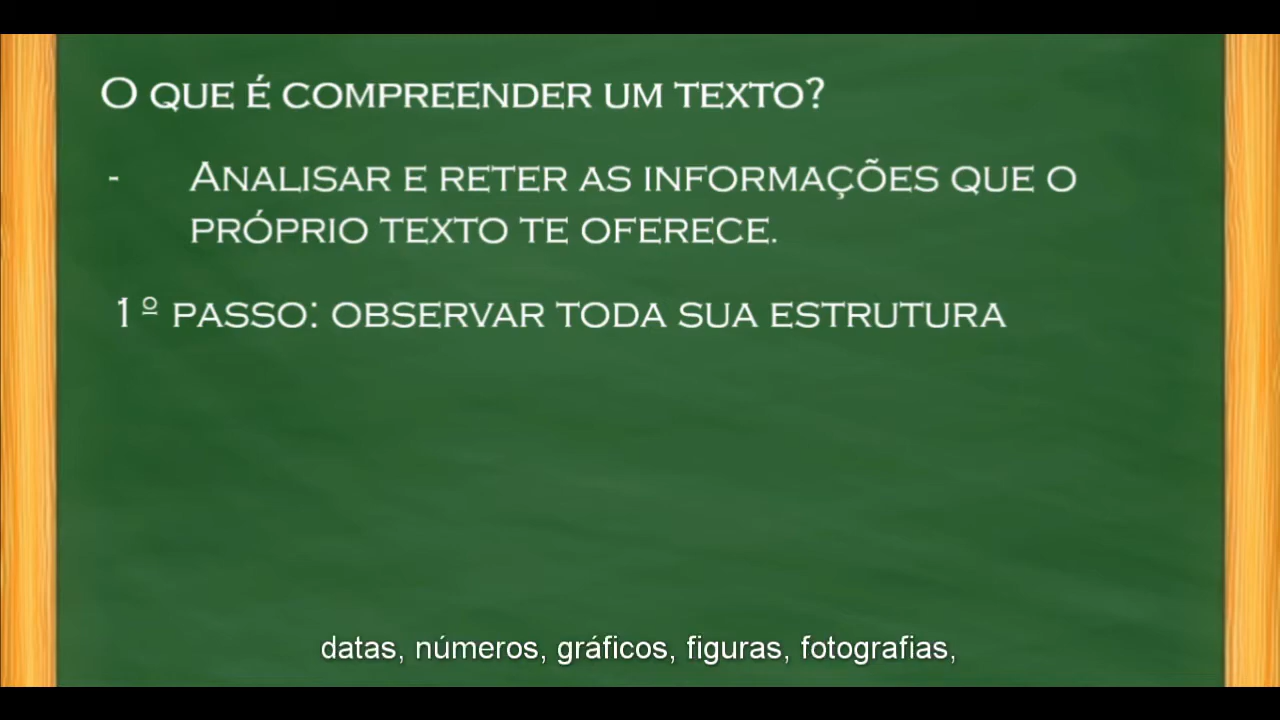 O QUE É COMPREENDER UM TEXTO?
- ANALISAR E RETER AS INFORMAÇÕES QUE O
PRÓPRIO TEXTO TE OFERECE.
1º PASSO: OBSERVAR TODA SUA ESTRUTURA
datas, números, gráficos, figuras, fotografias,